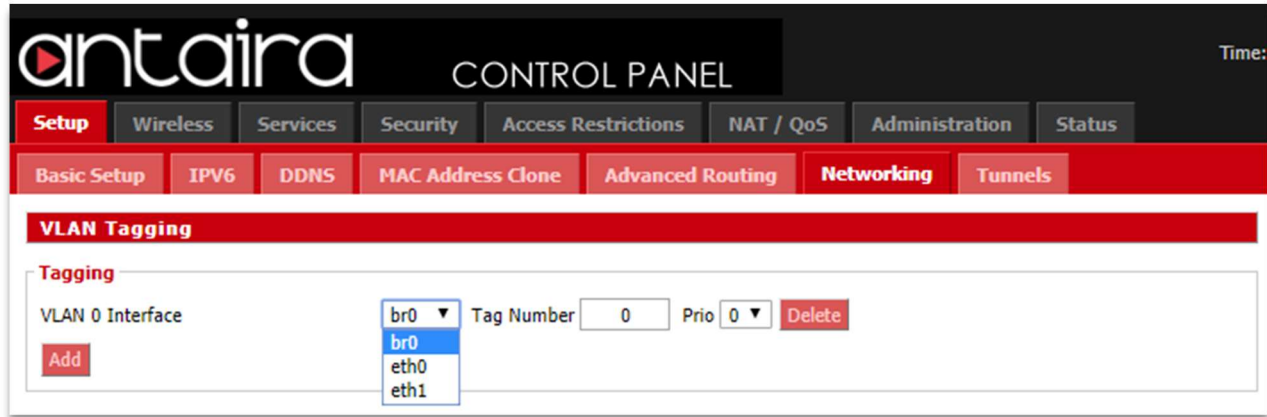 antaira CONTROL PANEL
Time:
Setup Wireless Services Security Access Restrictions NAT / QoS Administration Status
Basic Setup IPV6 DDNS MAC Address Clone Advanced Routing Networking Tunnels
VLAN Tagging
Tagging
VLAN 0 Interface br0 Tag Number 0 Prio 0 Delete
br0
Add
eth0
eth1